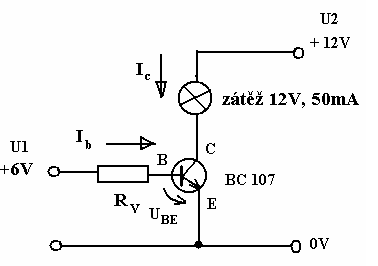 U2
+ 12V
Ic
zátěž 12V, 50mA
U1
Ib
+6V
B
C
RV
UBE
E
BC 107
0V